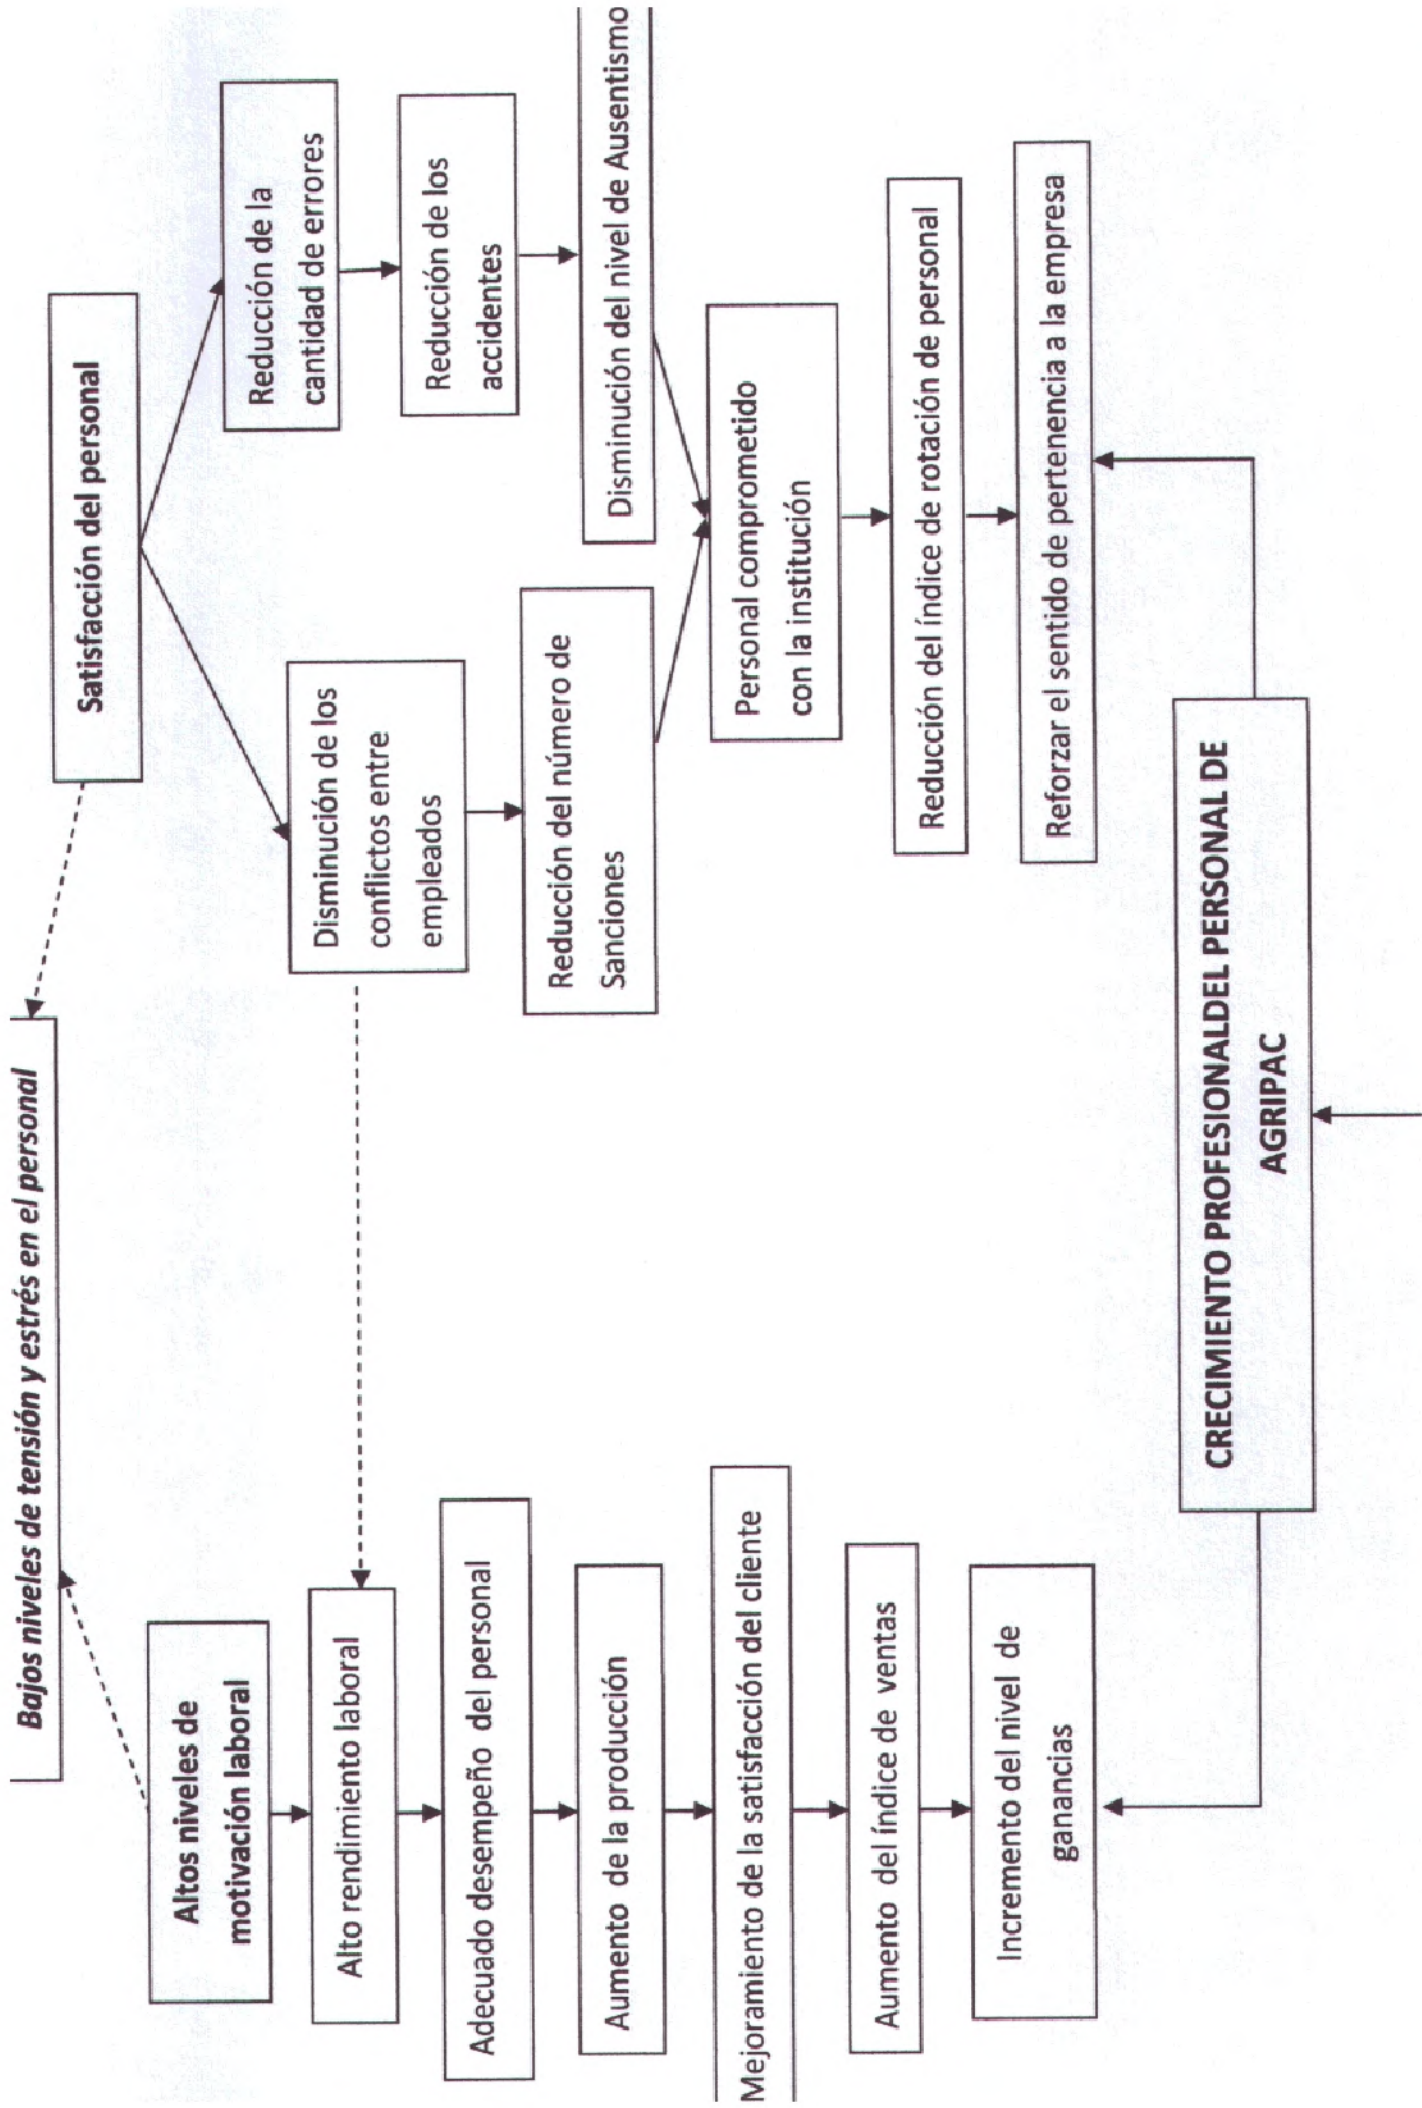 Bajos niveles de tensión y estrés en el personal
Altos niveles de
motivación laboral
Satisfacción del personal
Alto rendimiento laboral
Disminución de los
conflictos entre
empleados
Reducción de la
cantidad de errores
Adecuado desempeño del personal
Reducción del número de
Sanciones
Reducción de los
accidentes
Aumento de la producción
Disminución del nivel de Ausentismo
Mejoramiento de la satisfacción del cliente
Personal comprometido
con la institución
Aumento del índice de ventas
Reducción del índice de rotación de personal
Incremento del nivel de
ganancias
Reforzar el sentido de pertenencia a la empresa
CRECIMIENTO PROFESIONALDEL PERSONAL DE
AGRIPAC